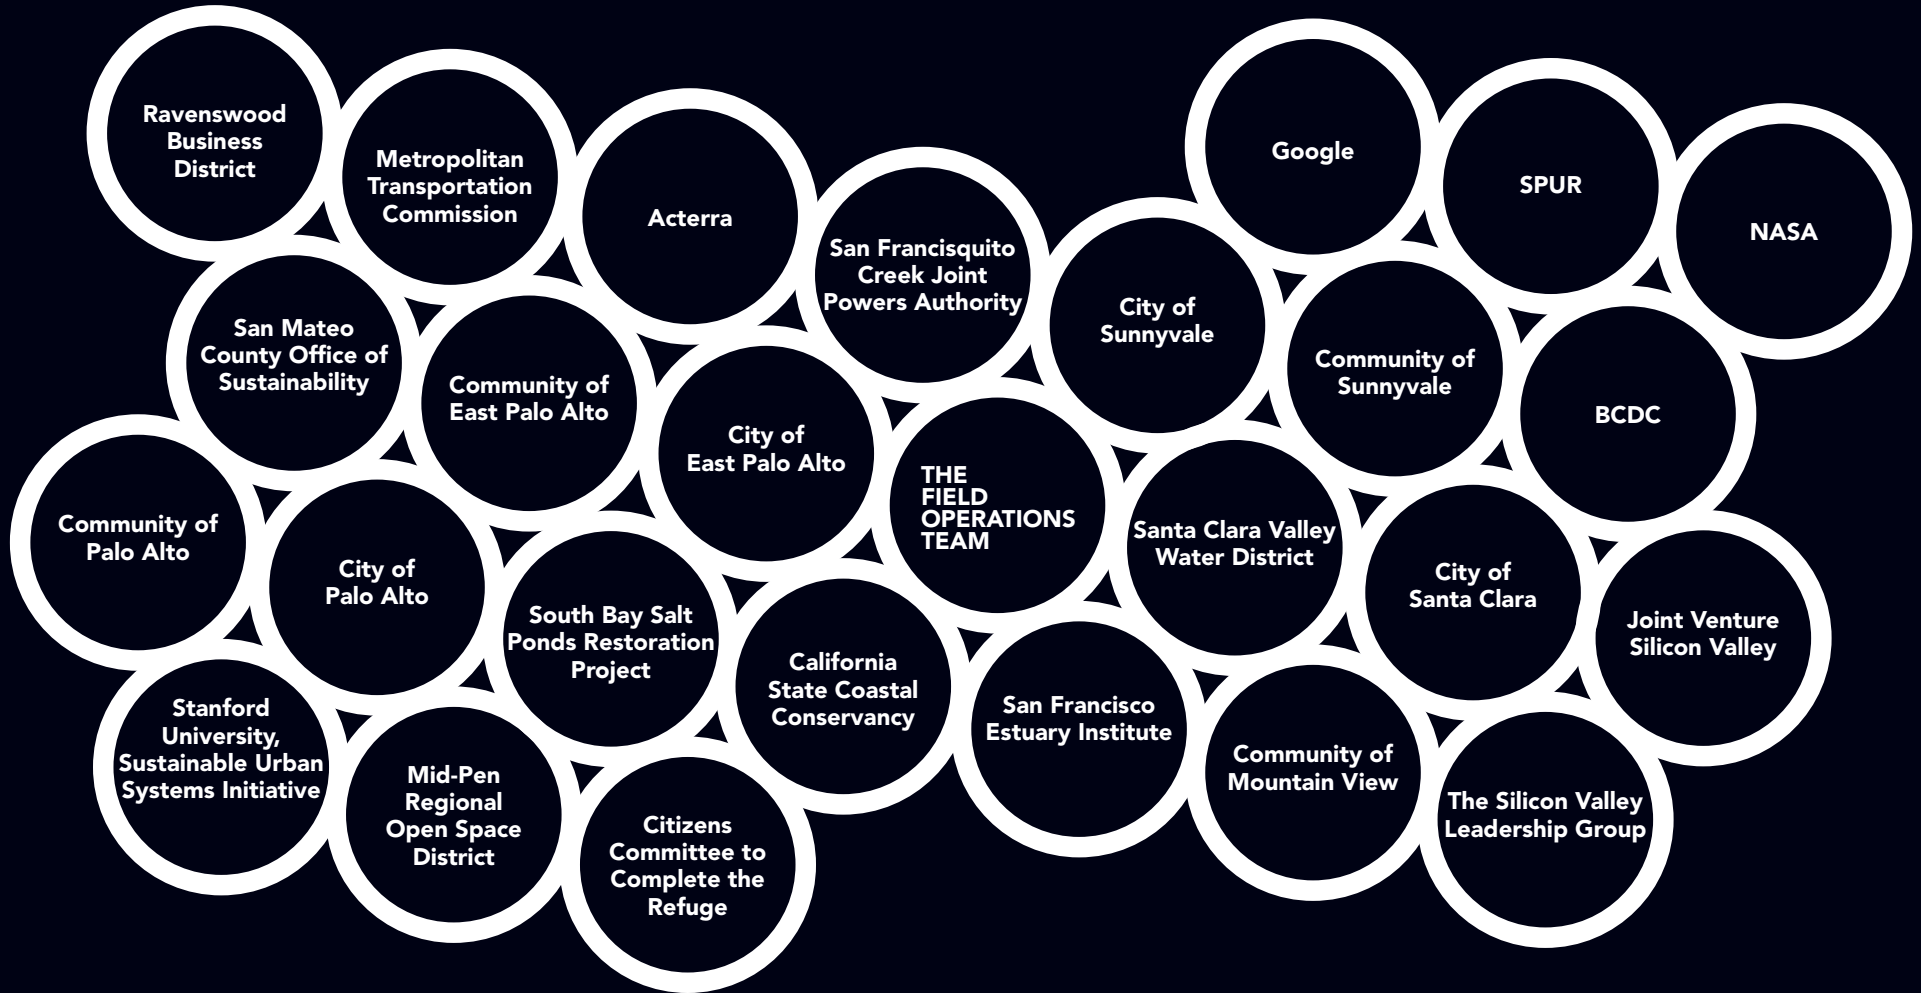 Ravenswood
Business
District
Metropolitan
Transportation
Commission
Acterra
San Francisquito
Creek Joint
Powers Authority
City of
Sunnyvale
Google
SPUR
NASA
San Mateo
County Office of
Sustainability
Community of
East Palo Alto
City of
East Palo Alto
THE
FIELD
OPERATIONS
TEAM
Santa Clara Valley
Water District
Community of
Sunnyvale
BCDC
Community of
Palo Alto
City of
Palo Alto
South Bay Salt
Ponds Restoration
Project
California
State Coastal
Conservancy
San Francisco
Estuary Institute
City of
Santa Clara
Joint Venture
Silicon Valley
Stanford
University,
Sustainable Urban
Systems Initiative
Mid-Pen
Regional
Open Space
District
Citizens
Committee to
Complete the
Refuge
Community of
Mountain View
The Silicon Valley
Leadership Group